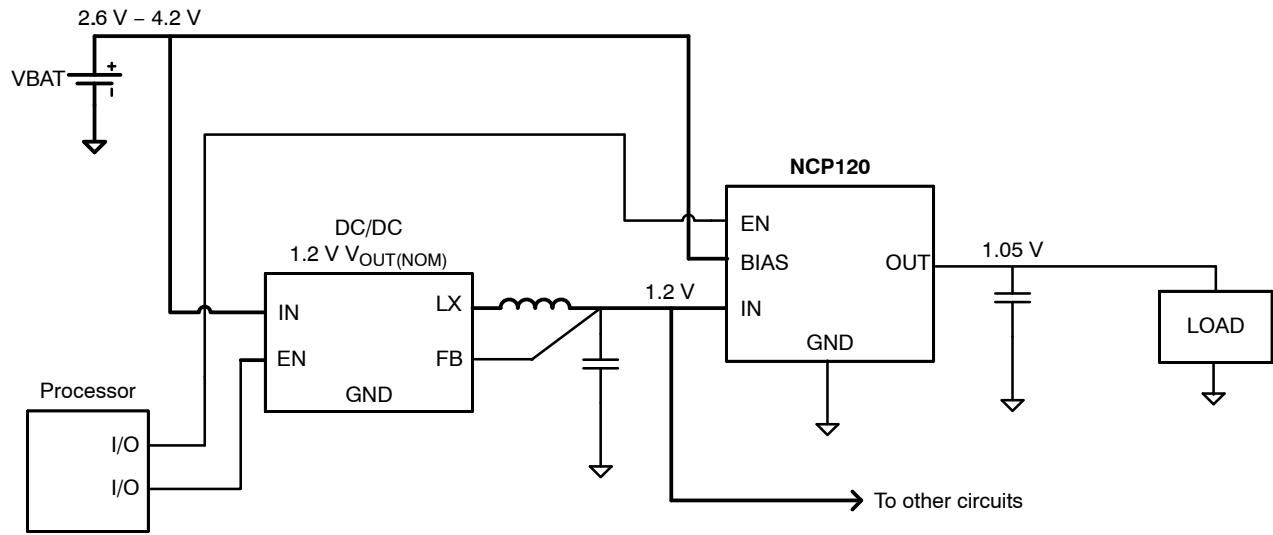 2.6 V – 4.2 V
VBAT
+
–
NCP120
EN
BIAS
IN
OUT
GND
1.05 V
LOAD
DC/DC
1.2 V VOUT(NOM)
IN
EN
LX
FB
GND
1.2 V
Processor
I/O
I/O
To other circuits